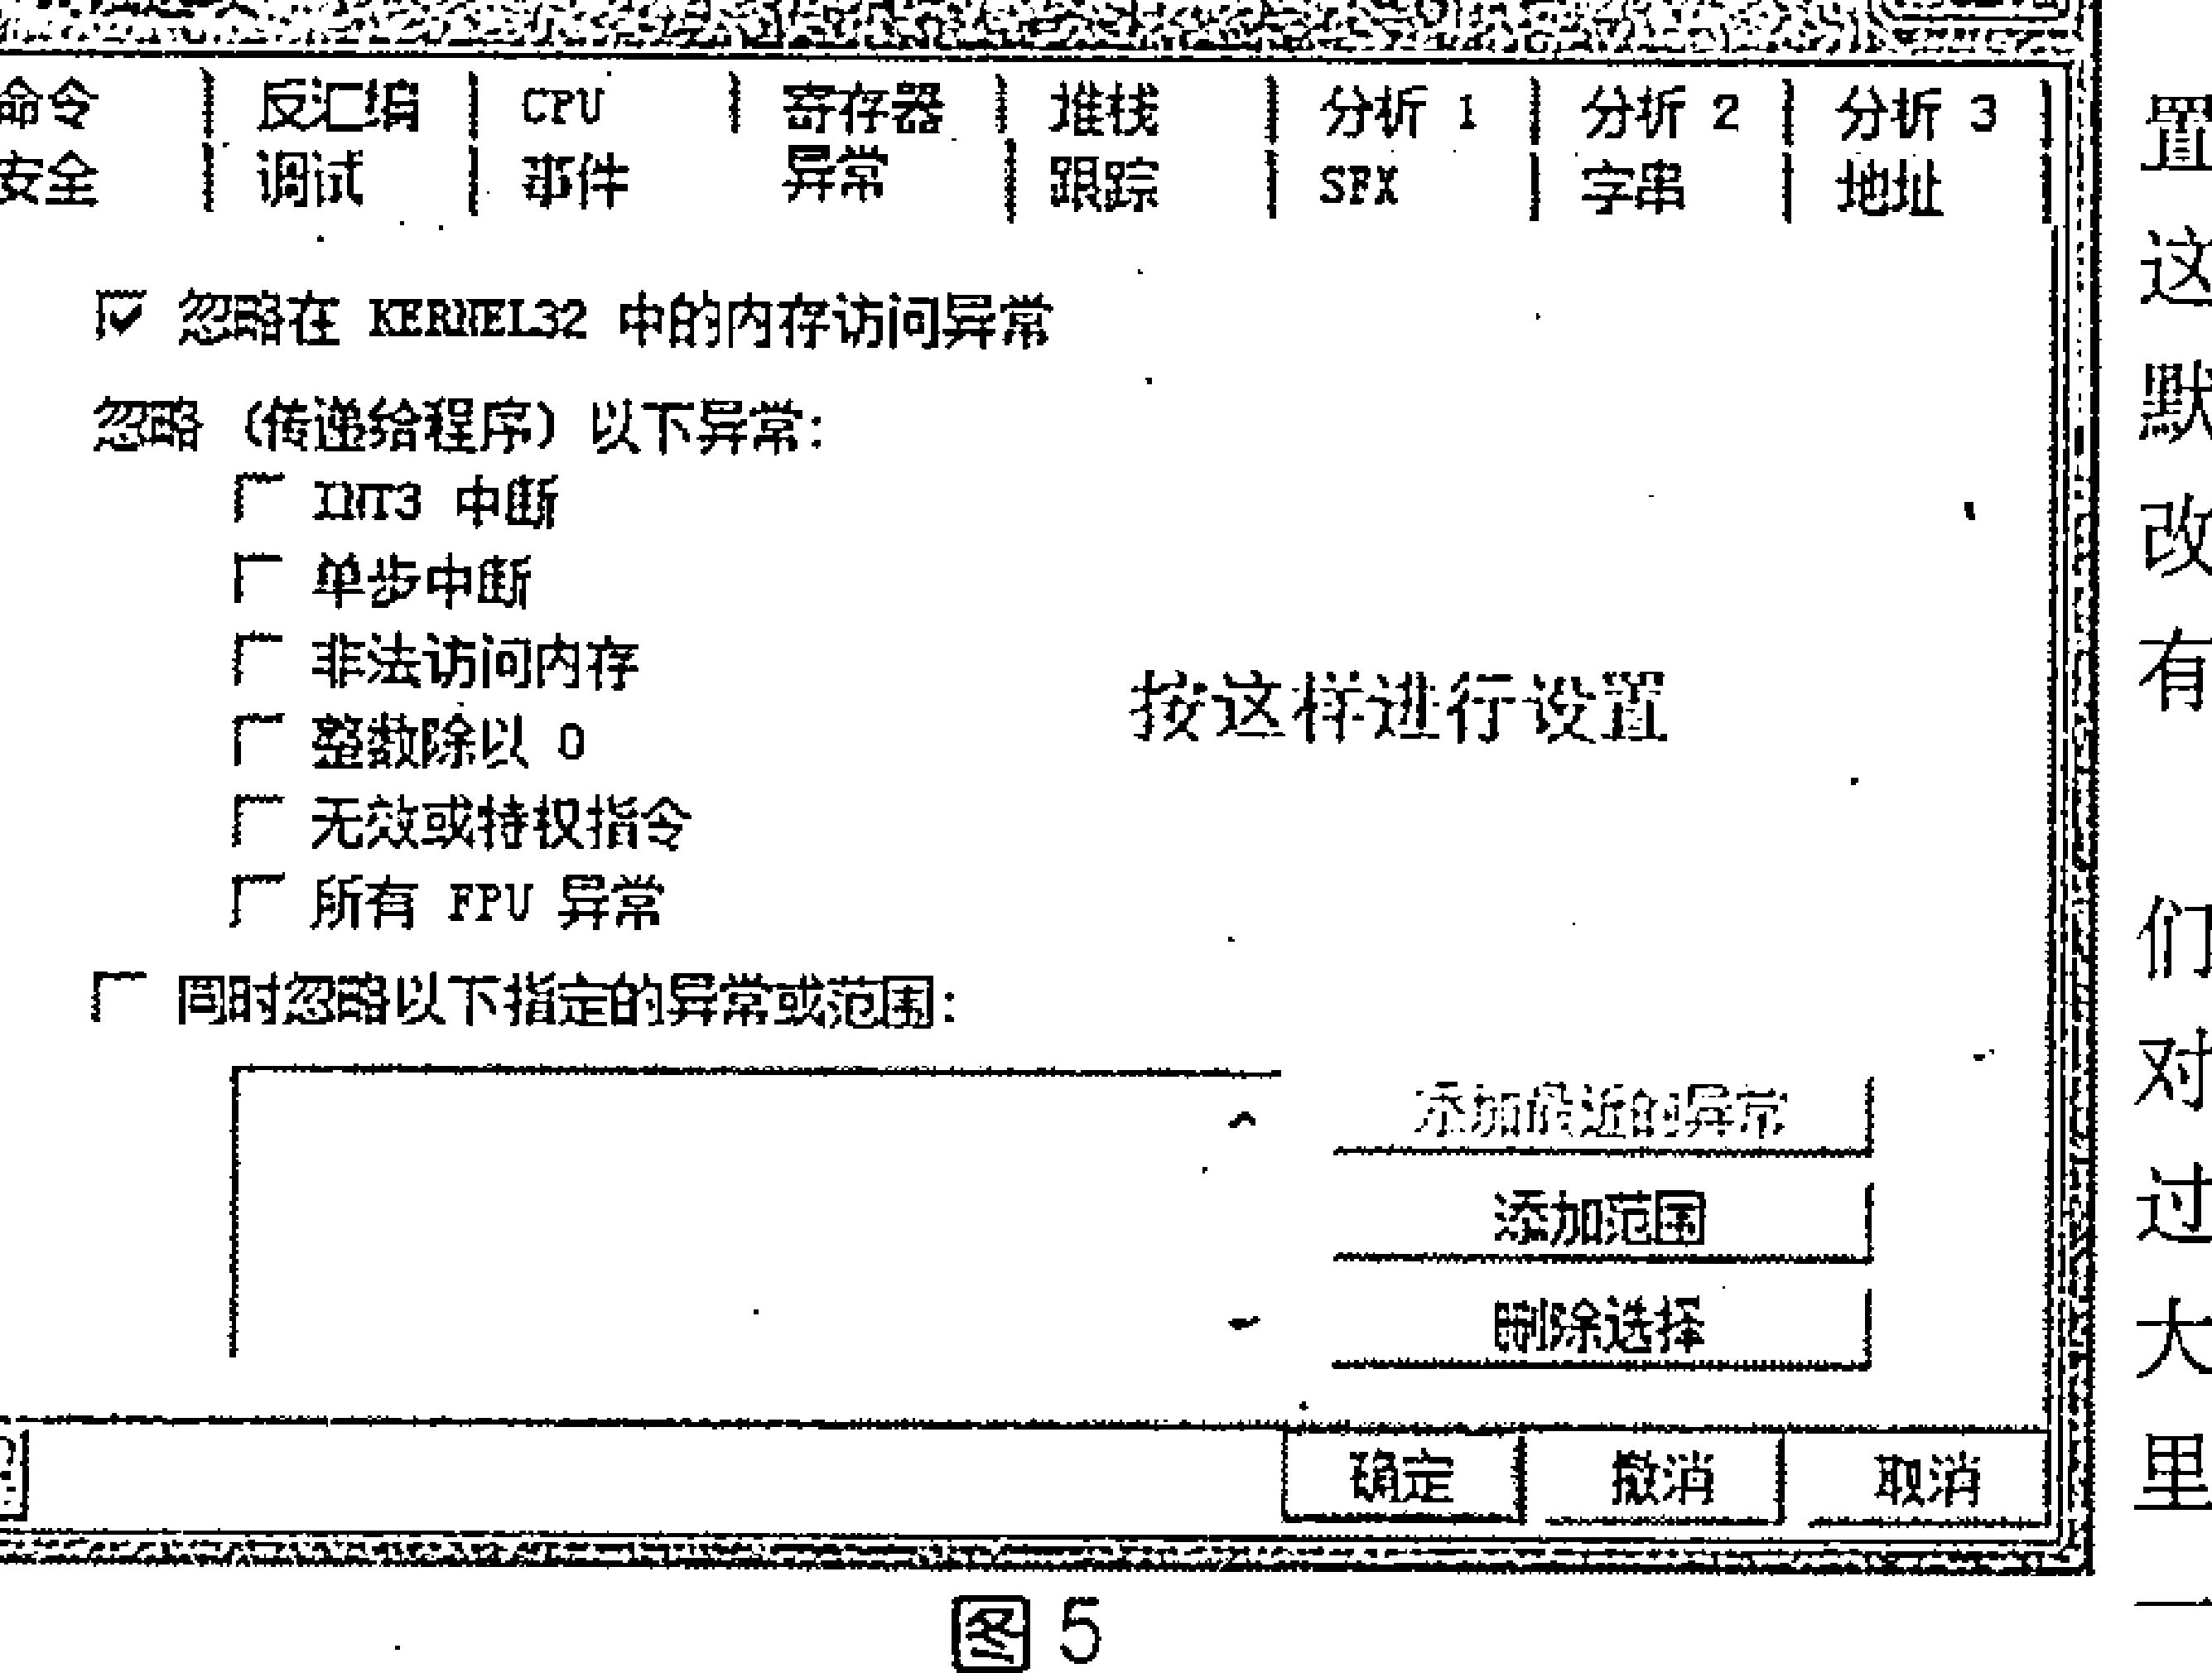 命令 反汇编 CPU 寄存器 堆栈 分析 1 分析 2 分析 3
安全 调试 事件 异常 跟踪 SFX 字串 地址
忽略在 KERNEL32 中的内存访问异常
忽略 (传递给程序) 以下异常:
INT3 中断
单步中断
非法访问内存
整数除以 0
无效或特权指令
所有 FPU 异常
按这样进行设置
同时忽略以下指定的异常或范围:
添加最近的异常
添加范围
删除选择
确定 撤消 取消
图 5
置
这
默
改
有
们
对
过
大
里
一